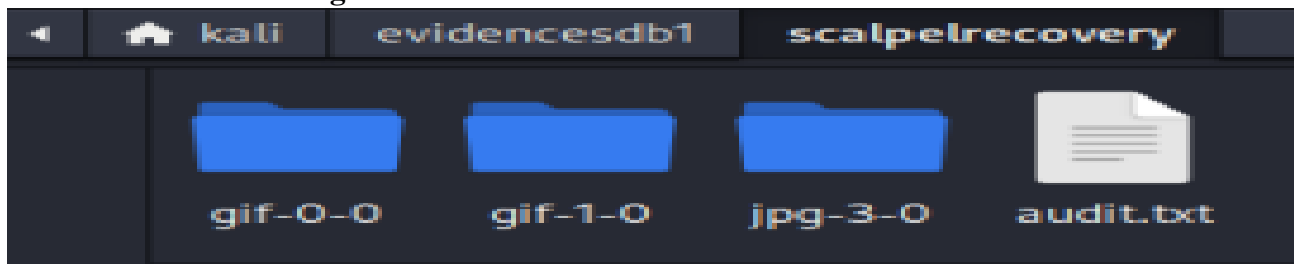 kali evidencesdb1 scalpelrecovery
gif-0-0 gif-1-0 jpg-3-0 audit.txt